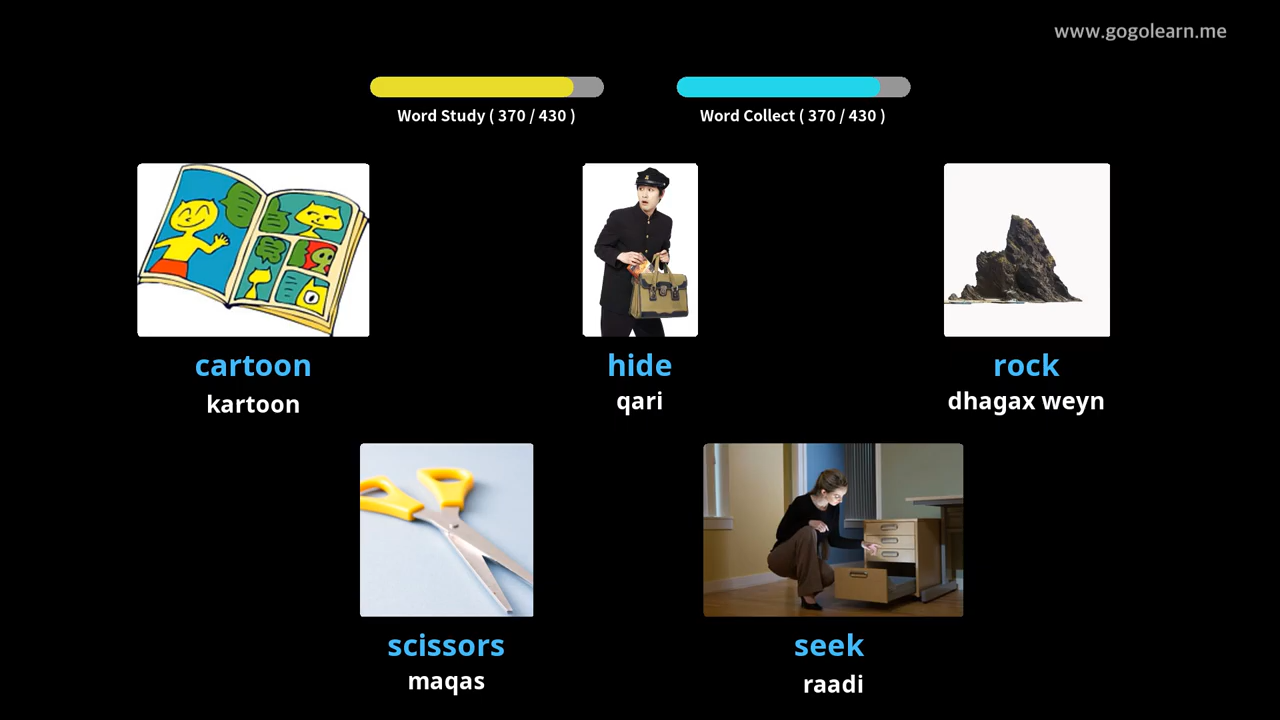 www.gogolearn.me
Word Study ( 370 / 430 )
Word Collect ( 370 / 430 )
cartoon
kartoon
hide
qari
rock
dhagax weyn
scissors
maqas
seek
raadi